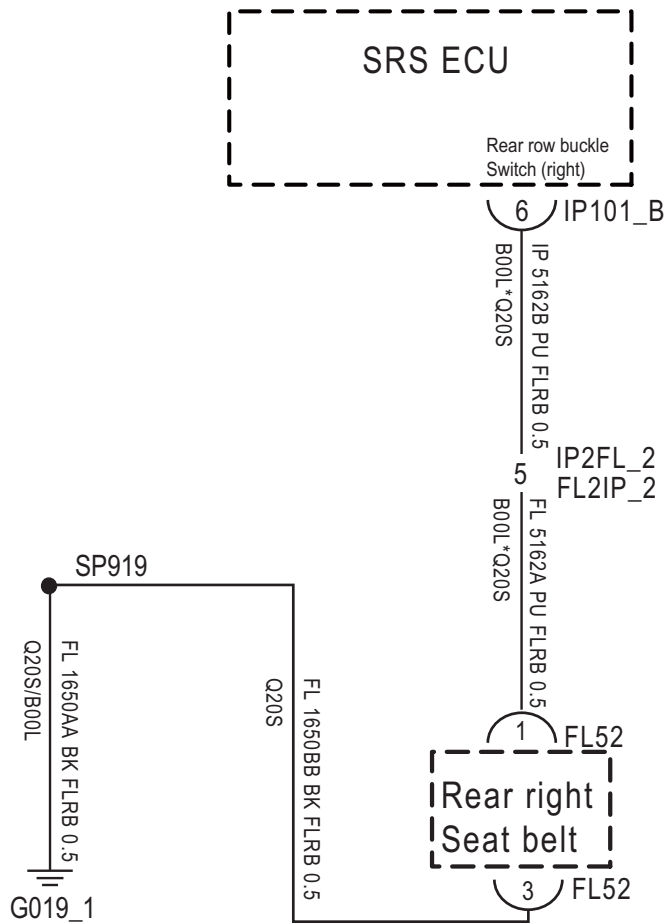 SRS ECU
Rear row buckle
Switch (right)
6
IP101_B
IP 5162B PU FLRB 0.5
B00L*Q20S
5
IP2FL_2
FL2IP_2
FL 5162A PU FLRB 0.5
B00L*Q20S
SP919
FL 1650AA BK FLRB 0.5
Q20S/B00L
FL 1650BB BK FLRB 0.5
Q20S
1
FL52
Rear right
Seat belt
3
FL52
G019_1